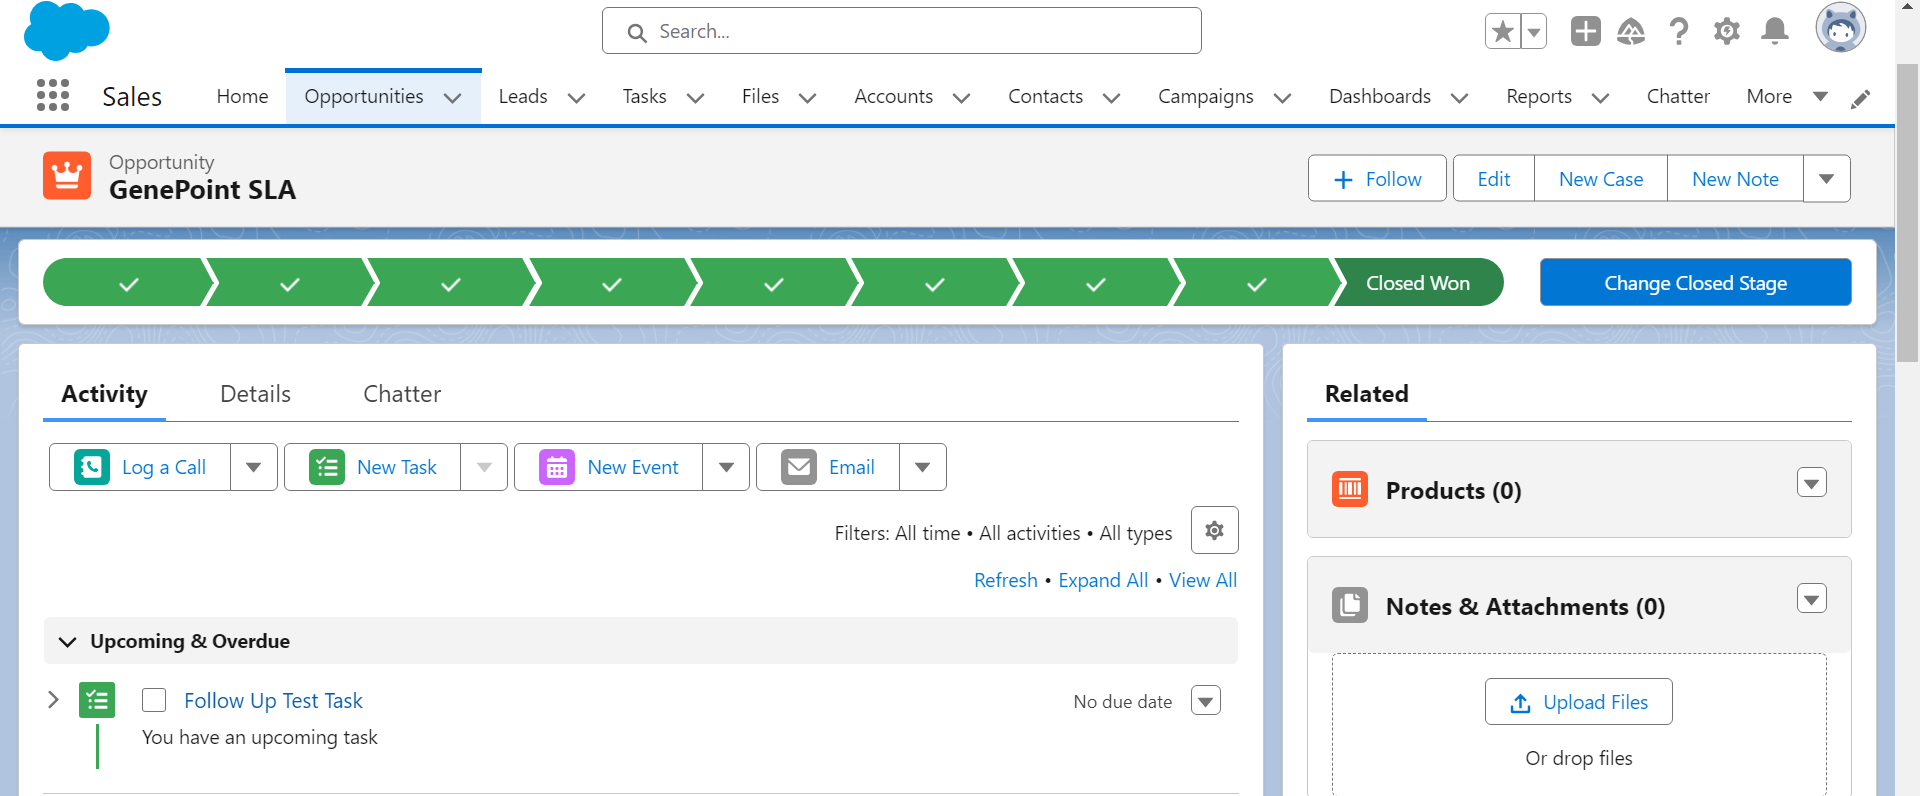 Search...
Sales
Home
Opportunities
Leads
Tasks
Files
Accounts
Contacts
Campaigns
Dashboards
Reports
Chatter
More
Opportunity
GenePoint SLA
Follow
Edit
New Case
New Note
Closed Won
Change Closed Stage
Activity
Details
Chatter
Log a Call
New Task
New Event
Email
Filters: All time • All activities • All types
Refresh • Expand All • View All
Upcoming & Overdue
Follow Up Test Task
No due date
You have an upcoming task
Related
Products (0)
Notes & Attachments (0)
Upload Files
Or drop files